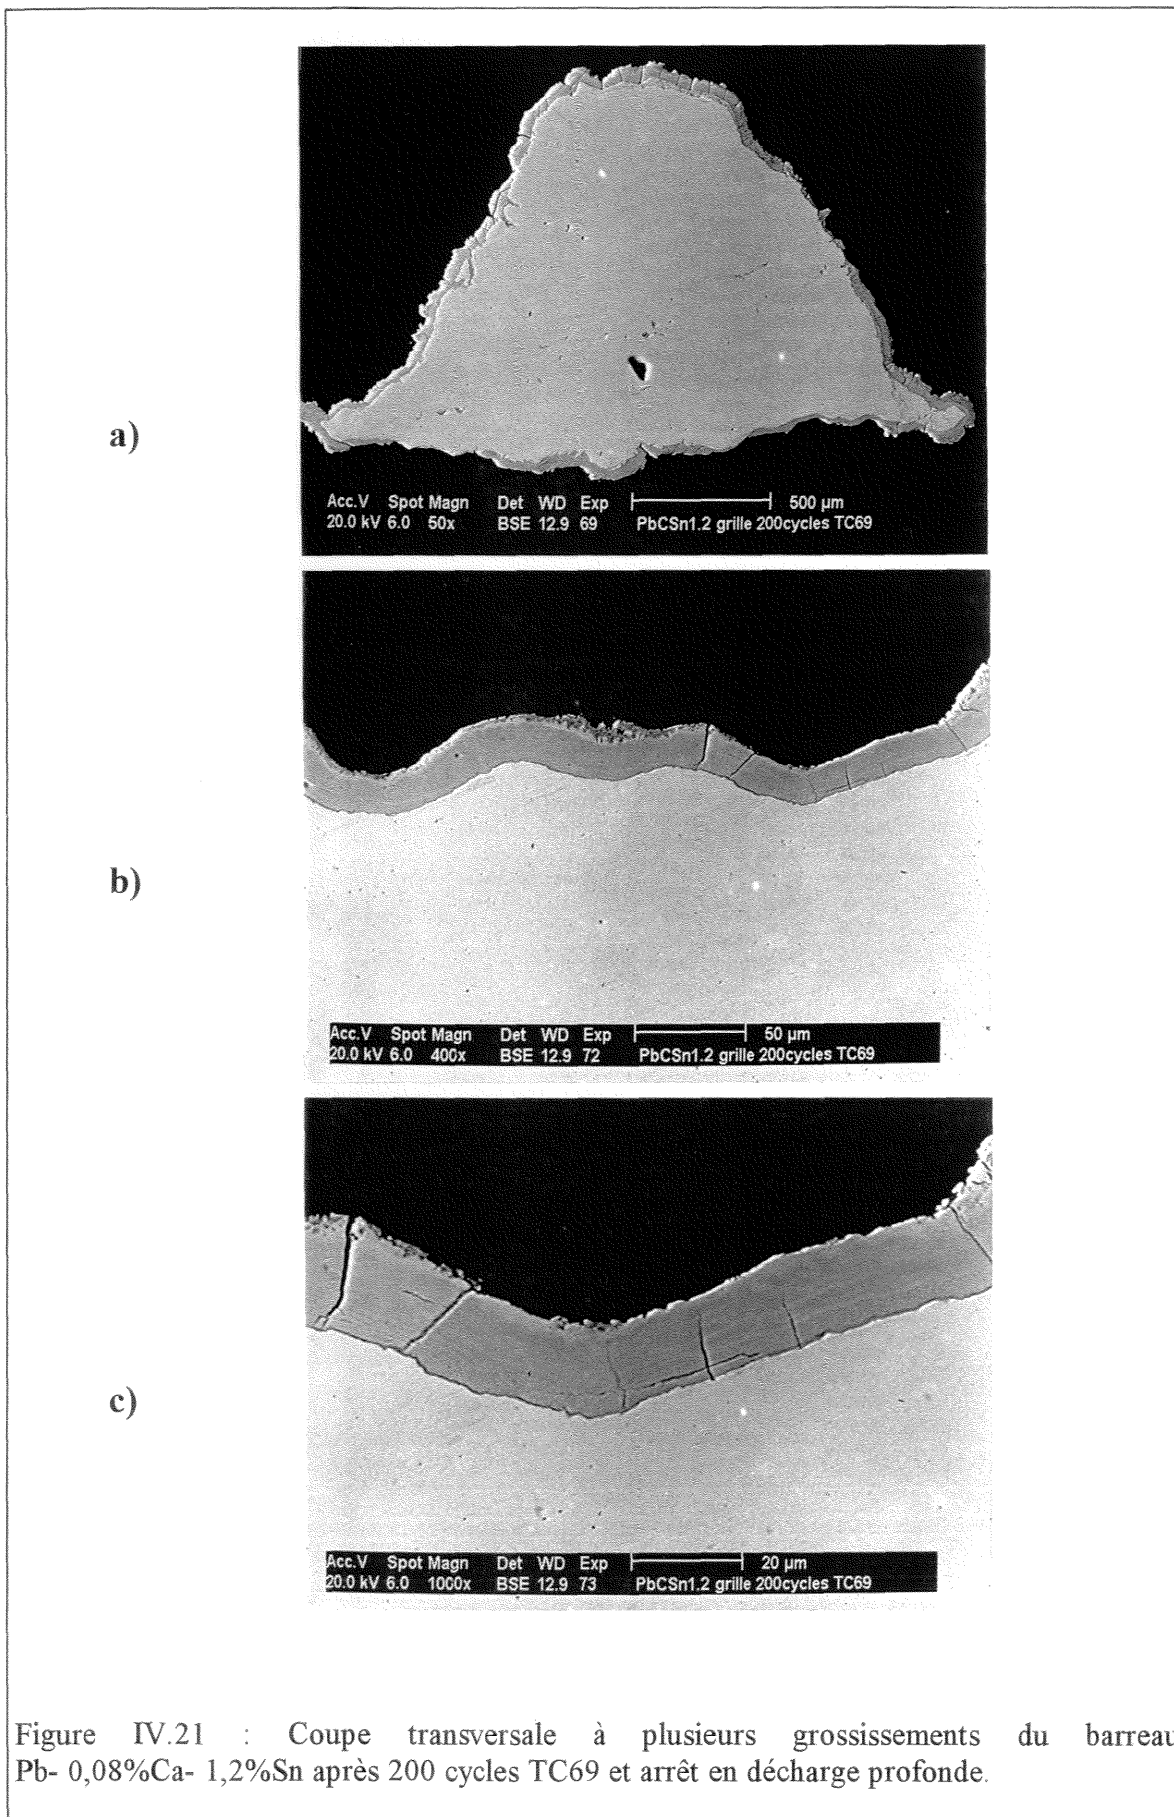 a)
Acc.V Spot Magn Det WD Exp 500 µm
20.0 kV 6.0 50x BSE 12.9 69 PbCSn1.2 grille 200cycles TC69
b)
Acc.V Spot Magn Det WD Exp 50 µm
20.0 kV 6.0 400x BSE 12.9 72 PbCSn1.2 grille 200cycles TC69
c)
Acc.V Spot Magn Det WD Exp 20 µm
20.0 kV 6.0 1000x BSE 12.9 73 PbCSn1.2 grille 200cycles TC69
Figure IV.21 : Coupe transversale à plusieurs grossissements du barreau
Pb- 0,08%Ca- 1,2%Sn après 200 cycles TC69 et arrêt en décharge profonde.